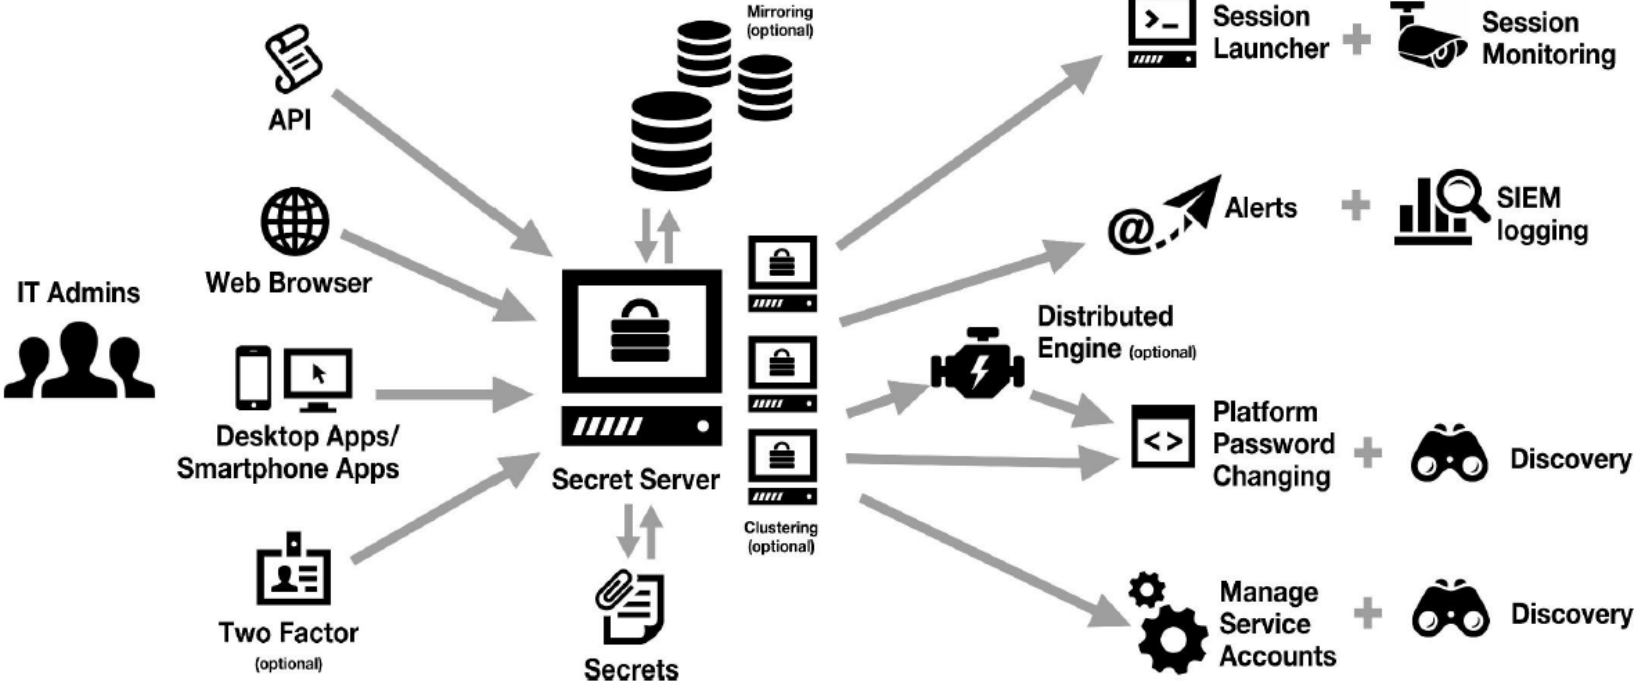 Mirroring
(optional)
API
Web Browser
IT Admins
Desktop Apps/
Smartphone Apps
Two Factor
(optional)
Secret Server
Secrets
Clustering
(optional)
>_
Session
Launcher
+
Session
Monitoring
@
Alerts
+
SIEM
logging
Distributed
Engine (optional)
<>
Platform
Password
Changing
+
Discovery
Manage
Service
Accounts
+
Discovery